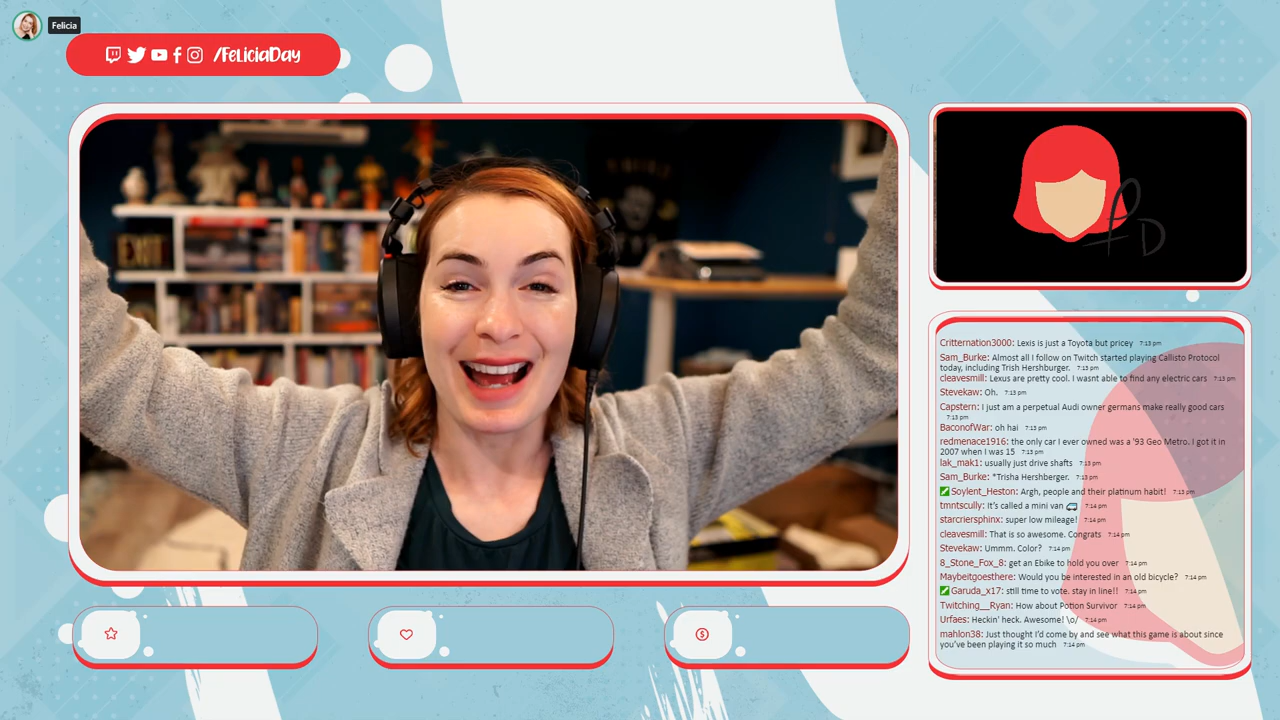 Felicia
/FeliciaDay
EXIT
FD
Critternation3000: Lexis is just a Toyota but pricey 7:13 pm
Sam_Burke: Almost all I follow on Twitch started playing Callisto Protocol
today, including Trish Hershburger. 7:13 pm
cleavesmill: Lexus are pretty cool. I wasnt able to find any electric cars 7:13 pm
Stevekaw: Oh. 7:13 pm
Capstern: I just am a perpetual Audi owner germans make really good cars
7:13 pm
BaconofWar: oh hai 7:13 pm
redmenace1916: the only car I ever owned was a '93 Geo Metro. I got it in
2007 when I was 15 7:13 pm
lak_mak1: usually just drive shafts 7:13 pm
Sam_Burke: *Trisha Hershberger. 7:13 pm
Soylent_Heston: Argh, people and their platinum habit! 7:13 pm
tmntscully: It's called a mini van 🚐 7:14 pm
starcriersphinx: super low mileage! 7:14 pm
cleavesmill: That is so awesome. Congrats 7:14 pm
Stevekaw: Ummm. Color? 7:14 pm
8_Stone_Fox_8: get an Ebike to hold you over 7:14 pm
Maybeitgoesthere: Would you be interested in an old bicycle? 7:14 pm
Garuda_x17: still time to vote. stay in line!! 7:14 pm
Twitching__Ryan: How about Potion Survivor 7:14 pm
Urfaes: Heckin' heck. Awesome! \o/ 7:14 pm
mahlon38: Just thought I'd come by and see what this game is about since
you've been playing it so much 7:14 pm